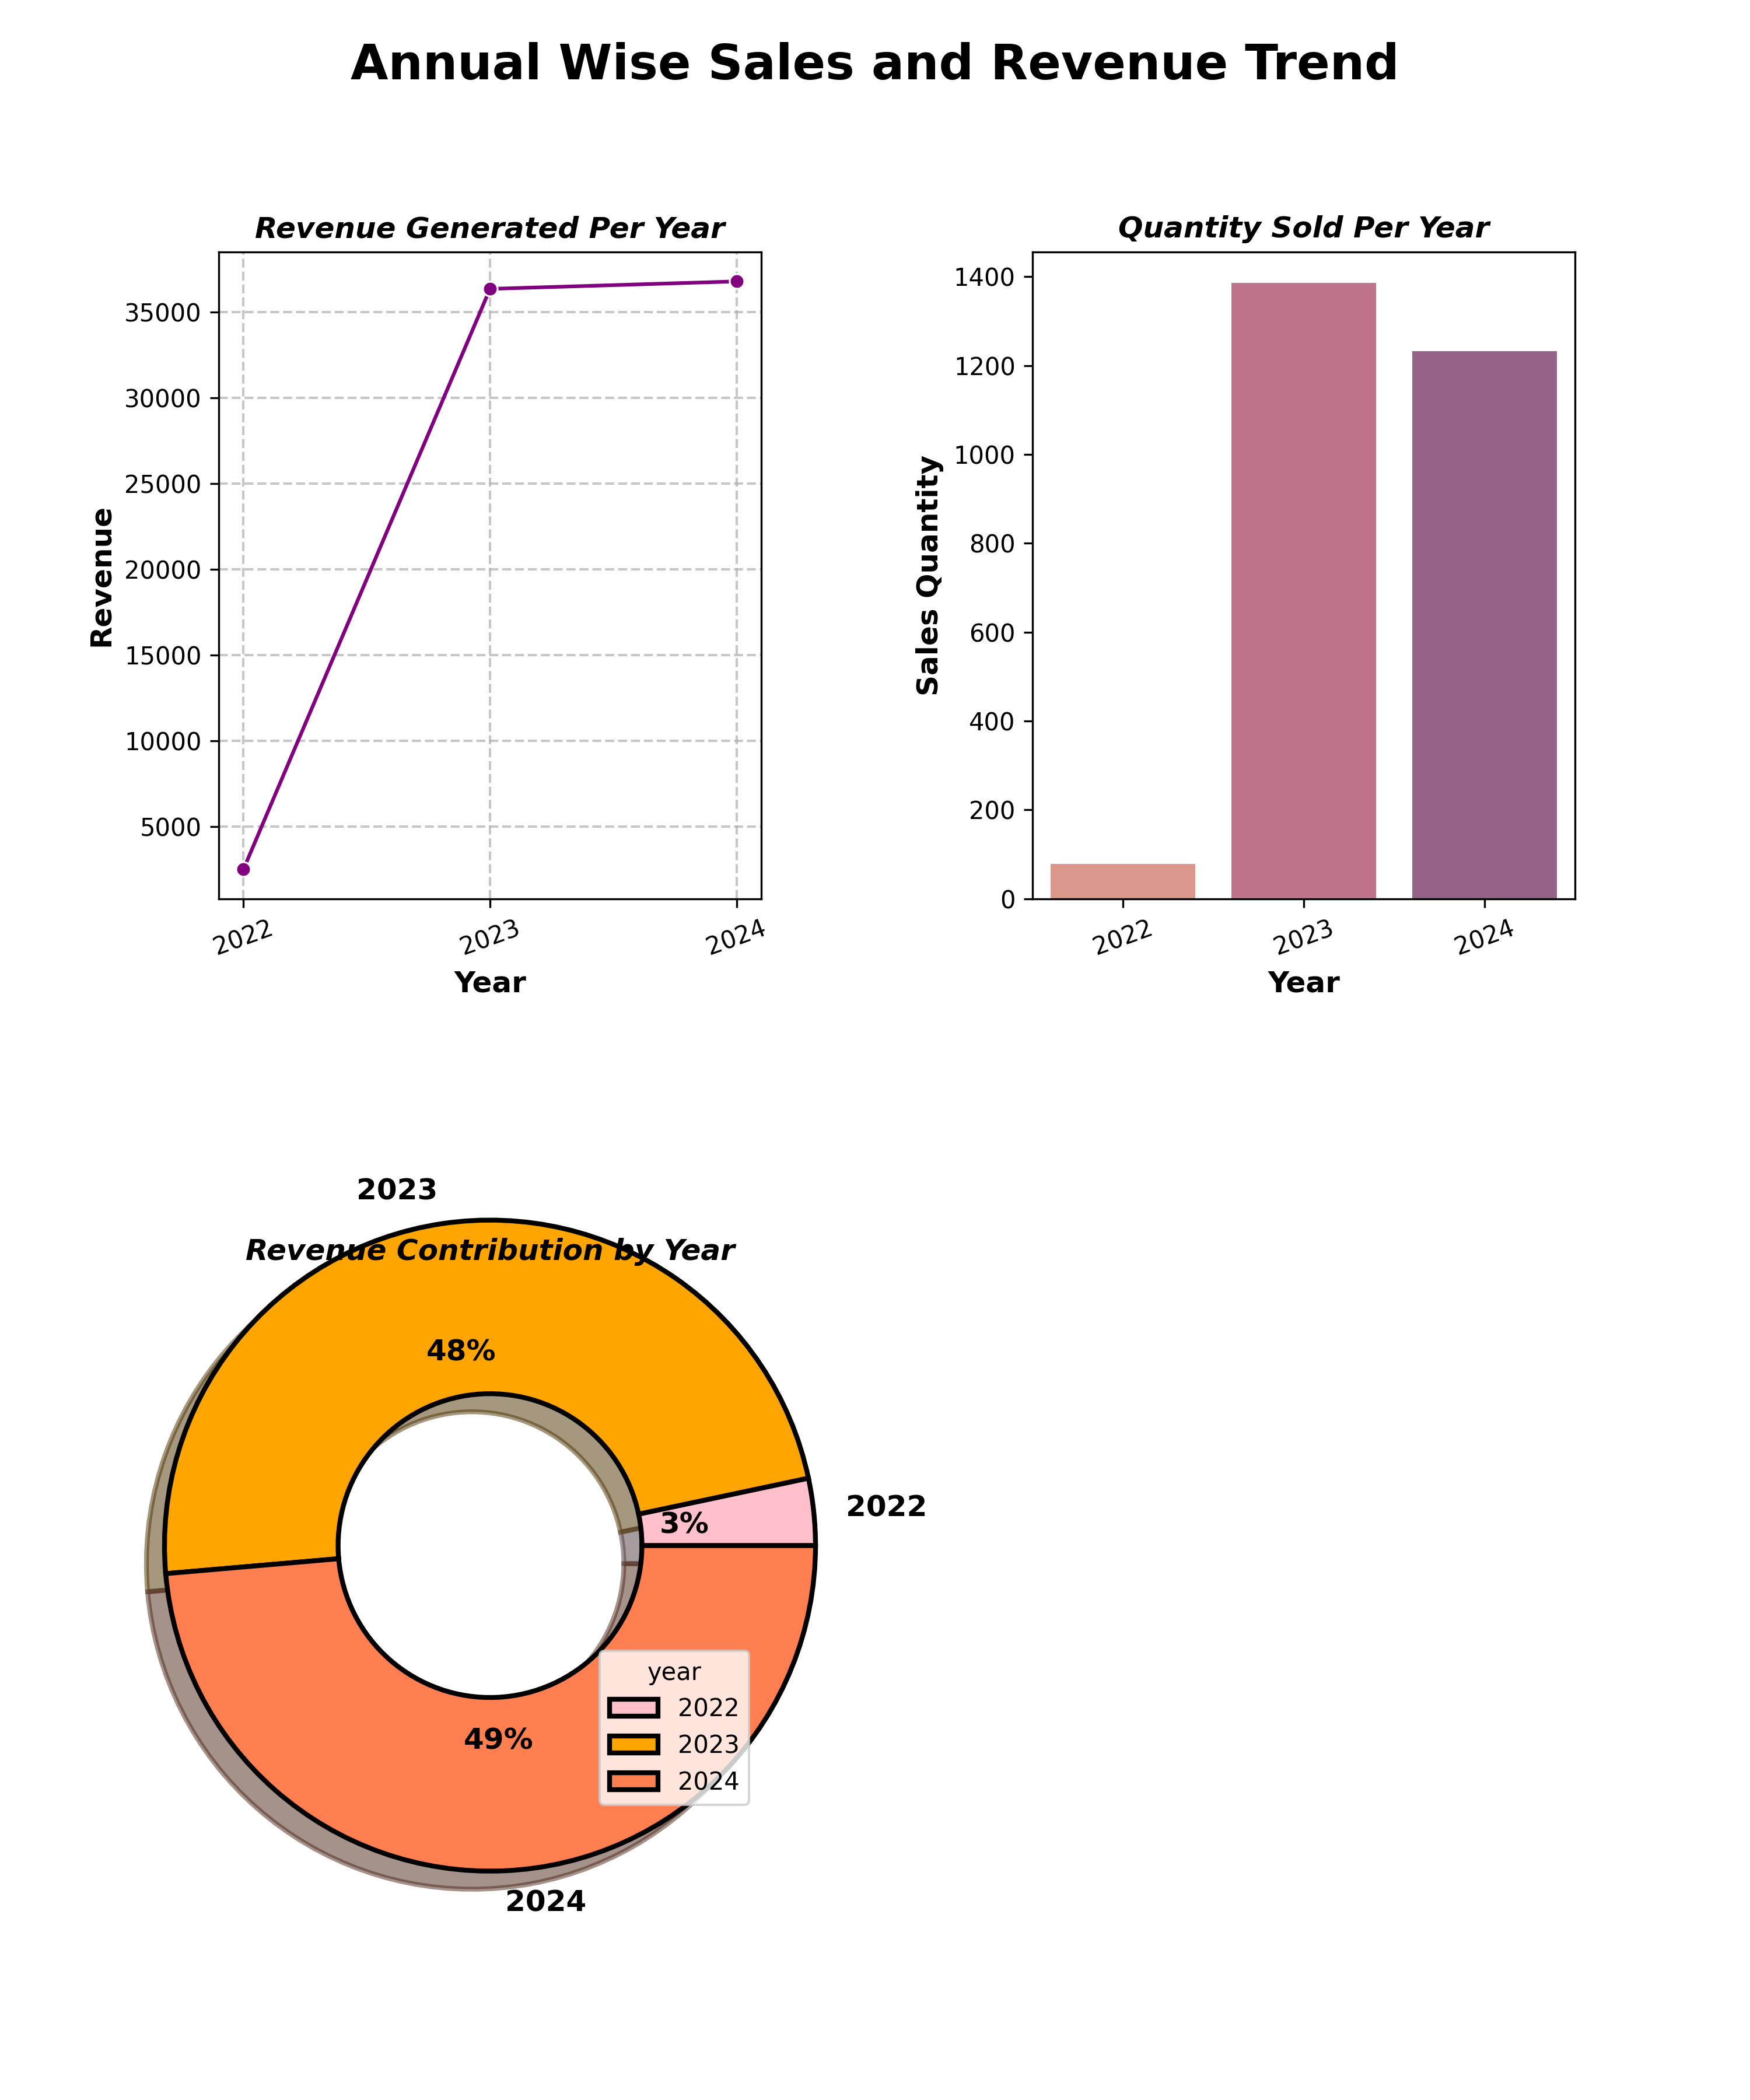 Annual Wise Sales and Revenue Trend
Revenue Generated Per Year
35000
30000
25000
20000
15000
10000
5000
Revenue
2022 2023 2024
Year
Quantity Sold Per Year
1400
1200
1000
800
600
400
200
0
Sales Quantity
2022 2023 2024
Year
2023
Revenue Contribution by Year
48%
2022
3%
49%
year
2022
2023
2024
2024